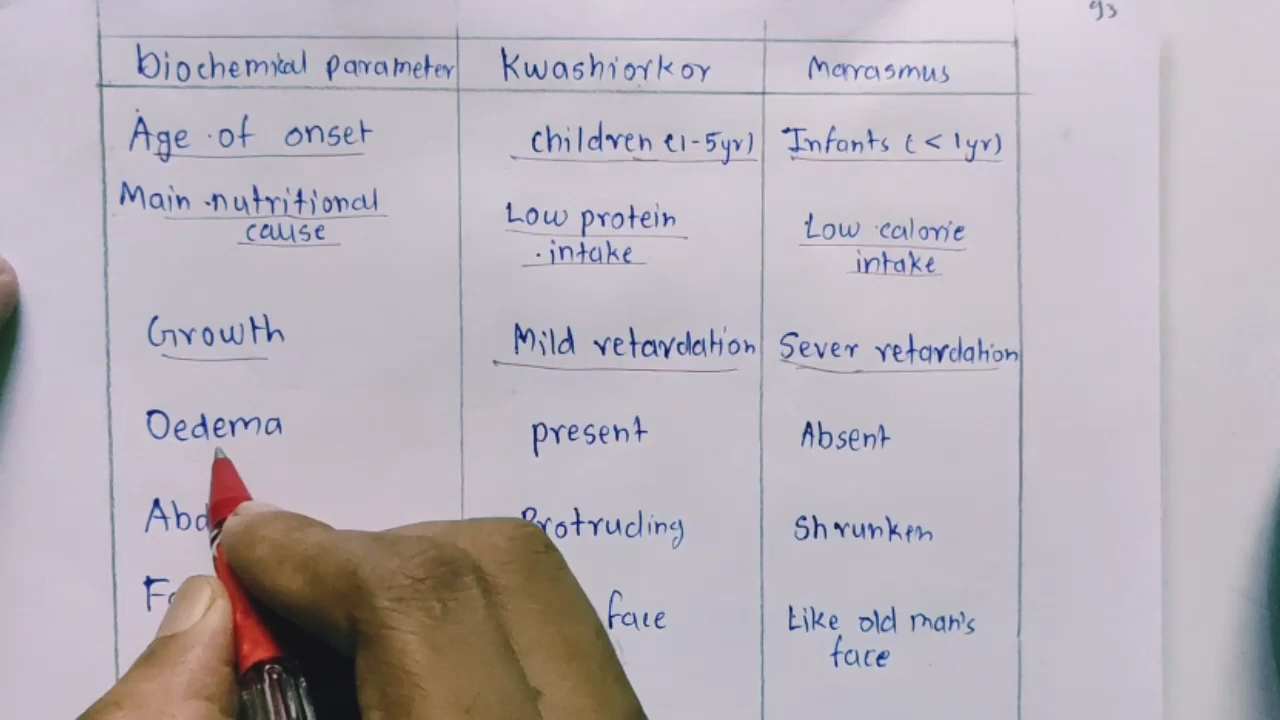 93
biochemical parameter Kwashiorkor Marrasmus
Age of onset children (1-5yr) Infants (<1yr)
Main nutritional cause Low protein intake Low calorie intake
Growth Mild retardation Sever retardation
Oedema present Absent
Protruding Shrunken
face Like old man's face